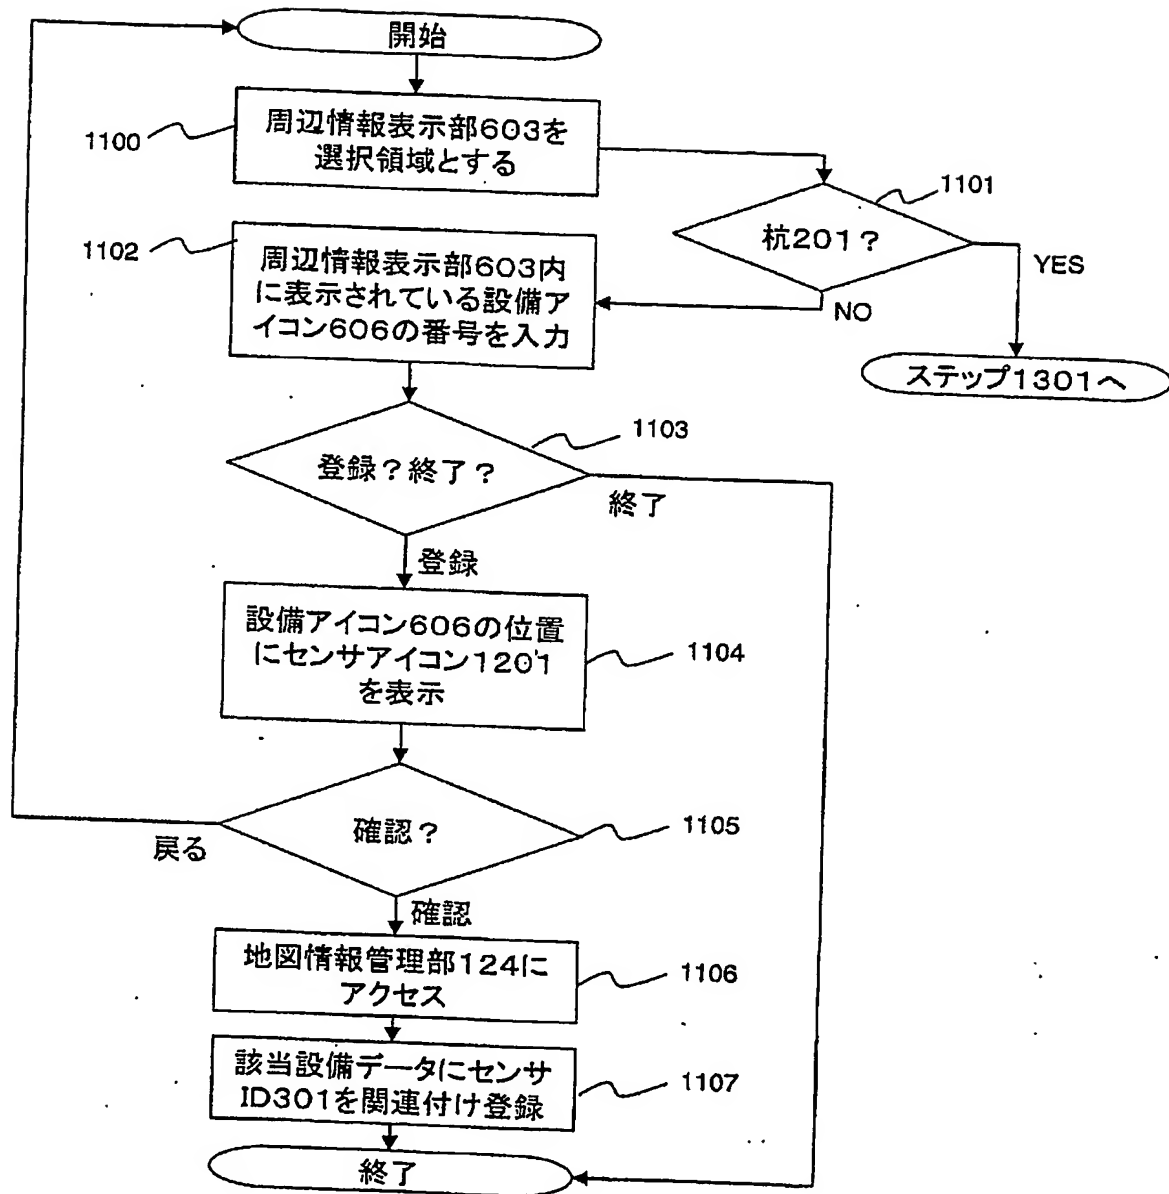 開始
1100
周辺情報表示部603を
選択領域とする
1101
杭201?
YES
NO
ステップ1301へ
1102
周辺情報表示部603内
に表示されている設備ア
イコン606の番号を入力
1103
登録?終了?
終了
登録
設備アイコン606の位置
にセンサアイコン1201
を表示
1104
確認?
1105
戻る
確認
地図情報管理部124に
アクセス
1106
該当設備データにセンサ
ID301を関連付け登録
1107
終了